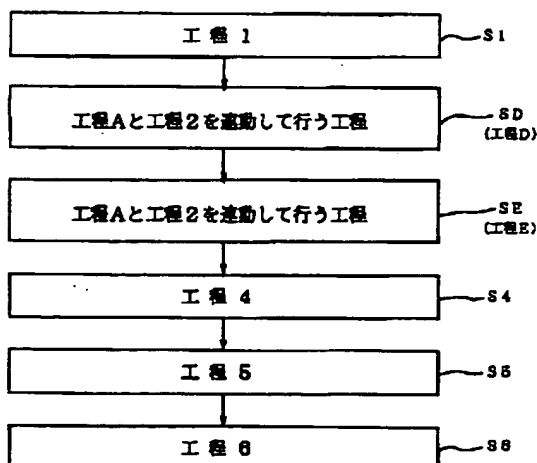 工程1
S1
工程Aと工程2を連動して行う工程
SD
(工程D)
工程Aと工程2を連動して行う工程
SE
(工程E)
工程4
S4
工程5
S5
工程6
S6